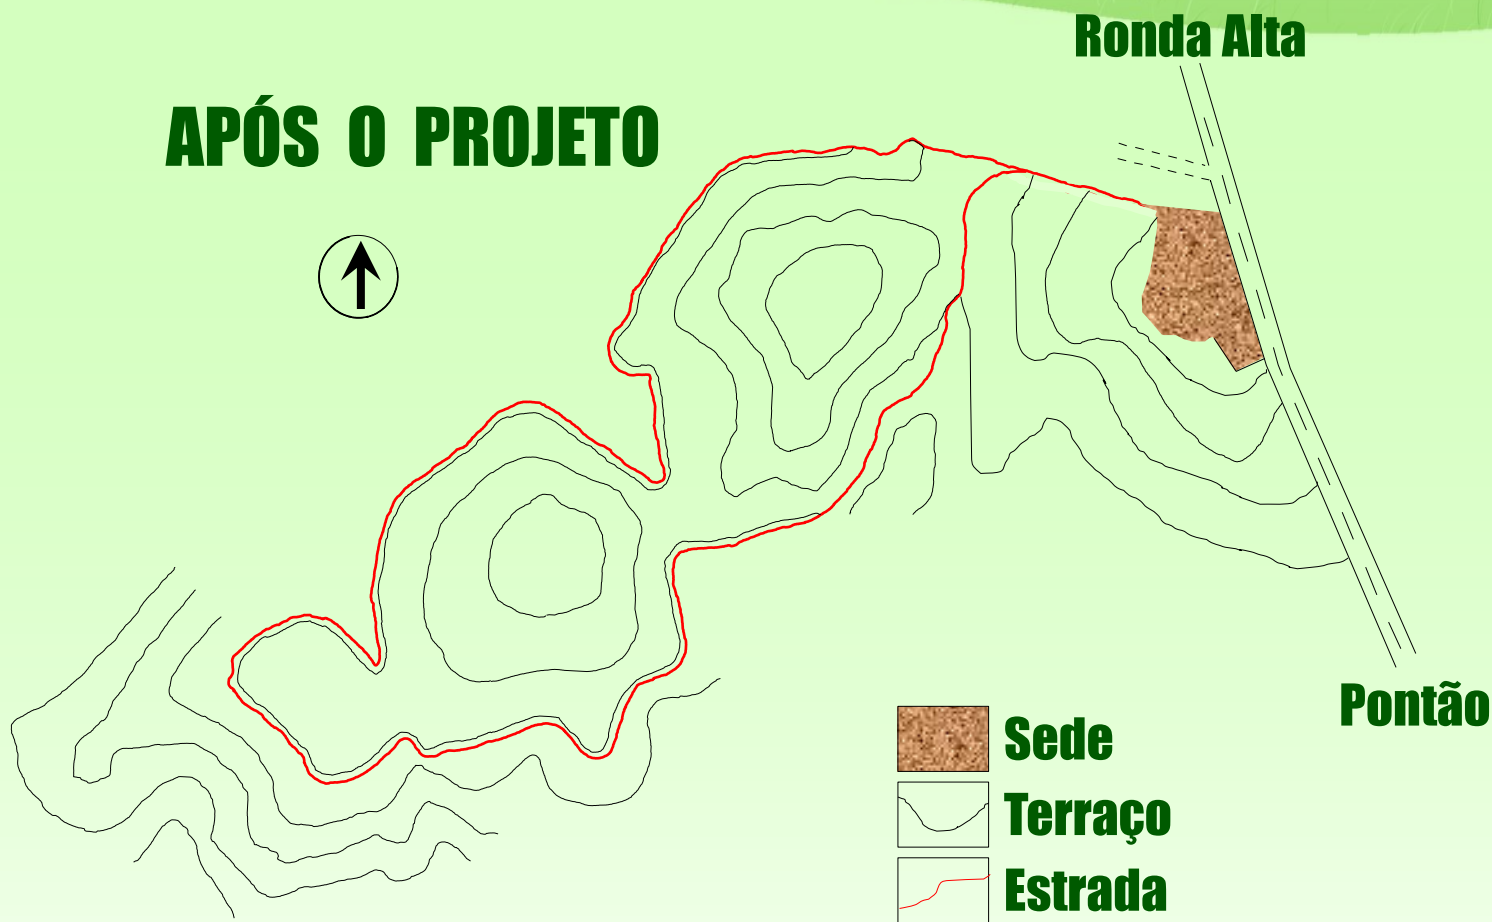 Ronda Alta
APÓS O PROJETO
Pontão
Sede
Terraço
Estrada